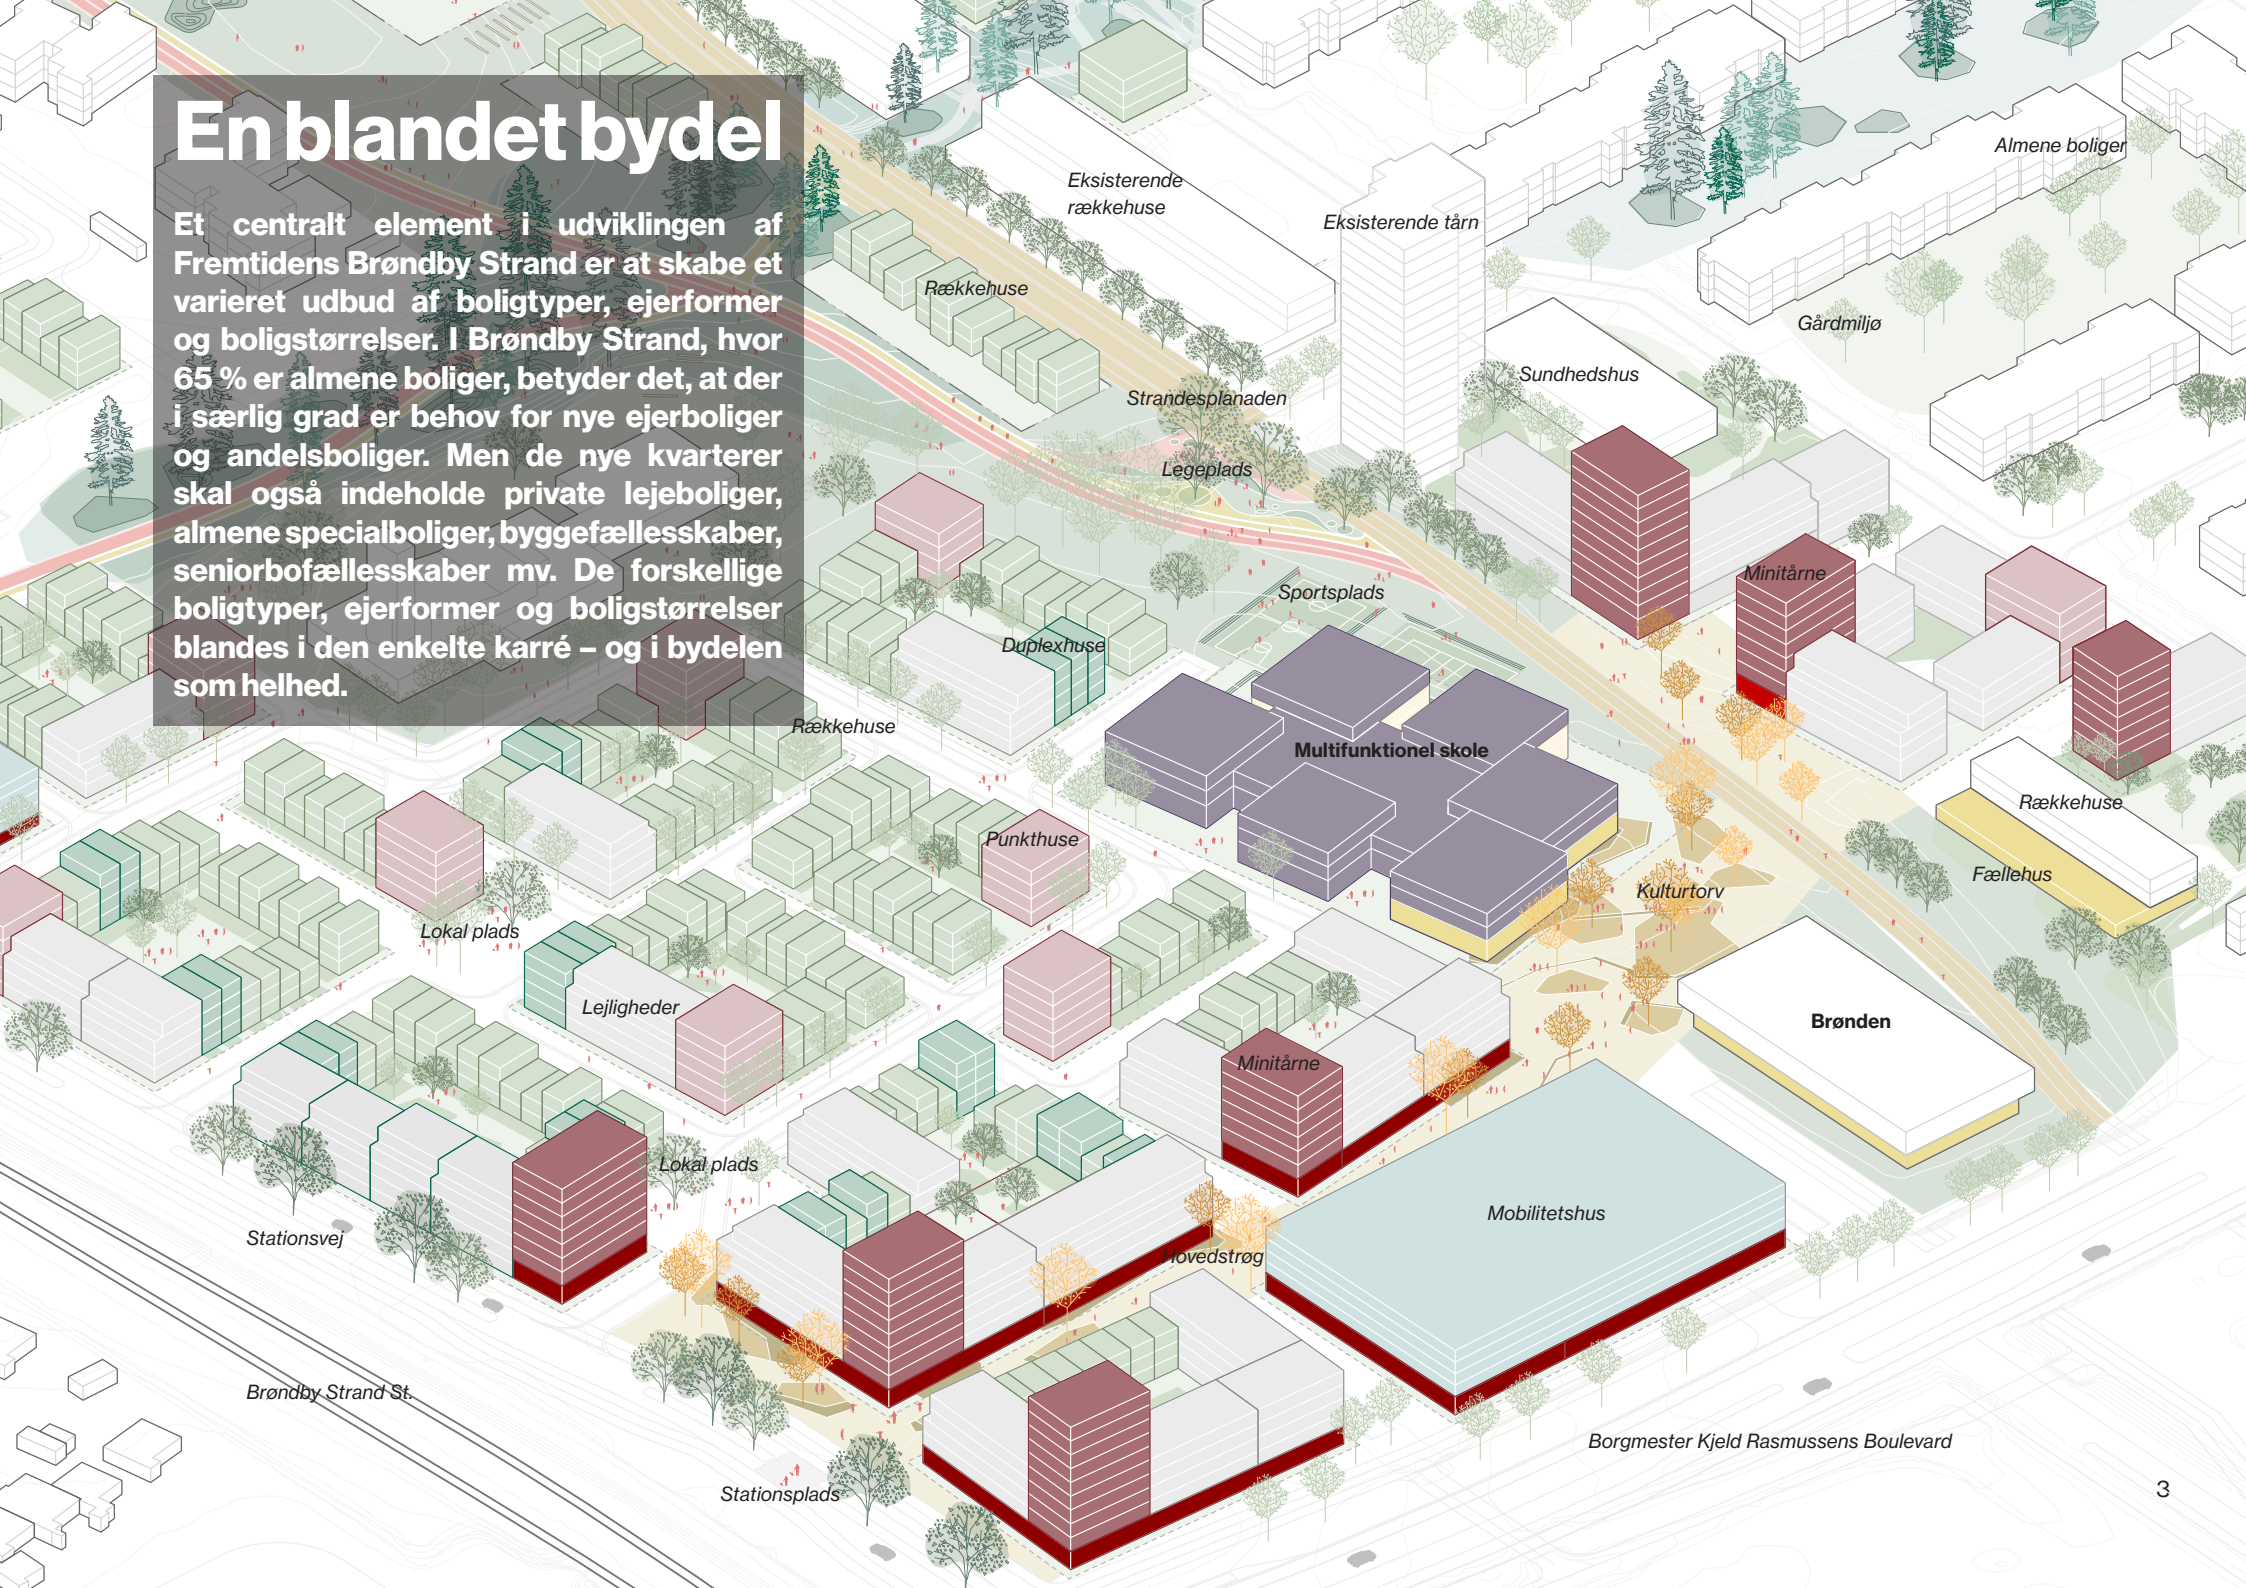 En blandet bydel
Et centralt element i udviklingen af
Fremtidens Brøndby Strand er at skabe et
varieret udbud af boligtyper, ejerformer
og boligstørrelser. I Brøndby Strand, hvor
65 % er almene boliger, betyder det, at der
i særlig grad er behov for nye ejerboliger
og andelsboliger. Men de nye kvarterer
skal også indeholde private lejeboliger,
almene specialboliger, byggefællesskaber,
seniorbofællesskaber mv. De forskellige
boligtyper, ejerformer og boligstørrelser
blandes i den enkelte karré – og i bydelen
som helhed.
Almene boliger
Eksisterende
rækkehuse
Eksisterende tårn
Rækkehuse
Gårdmiljø
Sundhedshus
Strandesplanaden
Legeplads
Minitårne
Sportsplads
Duplexhuse
Rækkehuse
Multifunktionel skole
Rækkehuse
Punkthuse
Fællehus
Kulturtorv
Lokal plads
Lejligheder
Brønden
Minitårne
Lokal plads
Mobilitetshus
Stationsvej
Hovedstrøg
Brøndby Strand St.
Borgmester Kjeld Rasmussens Boulevard
Stationsplads
3